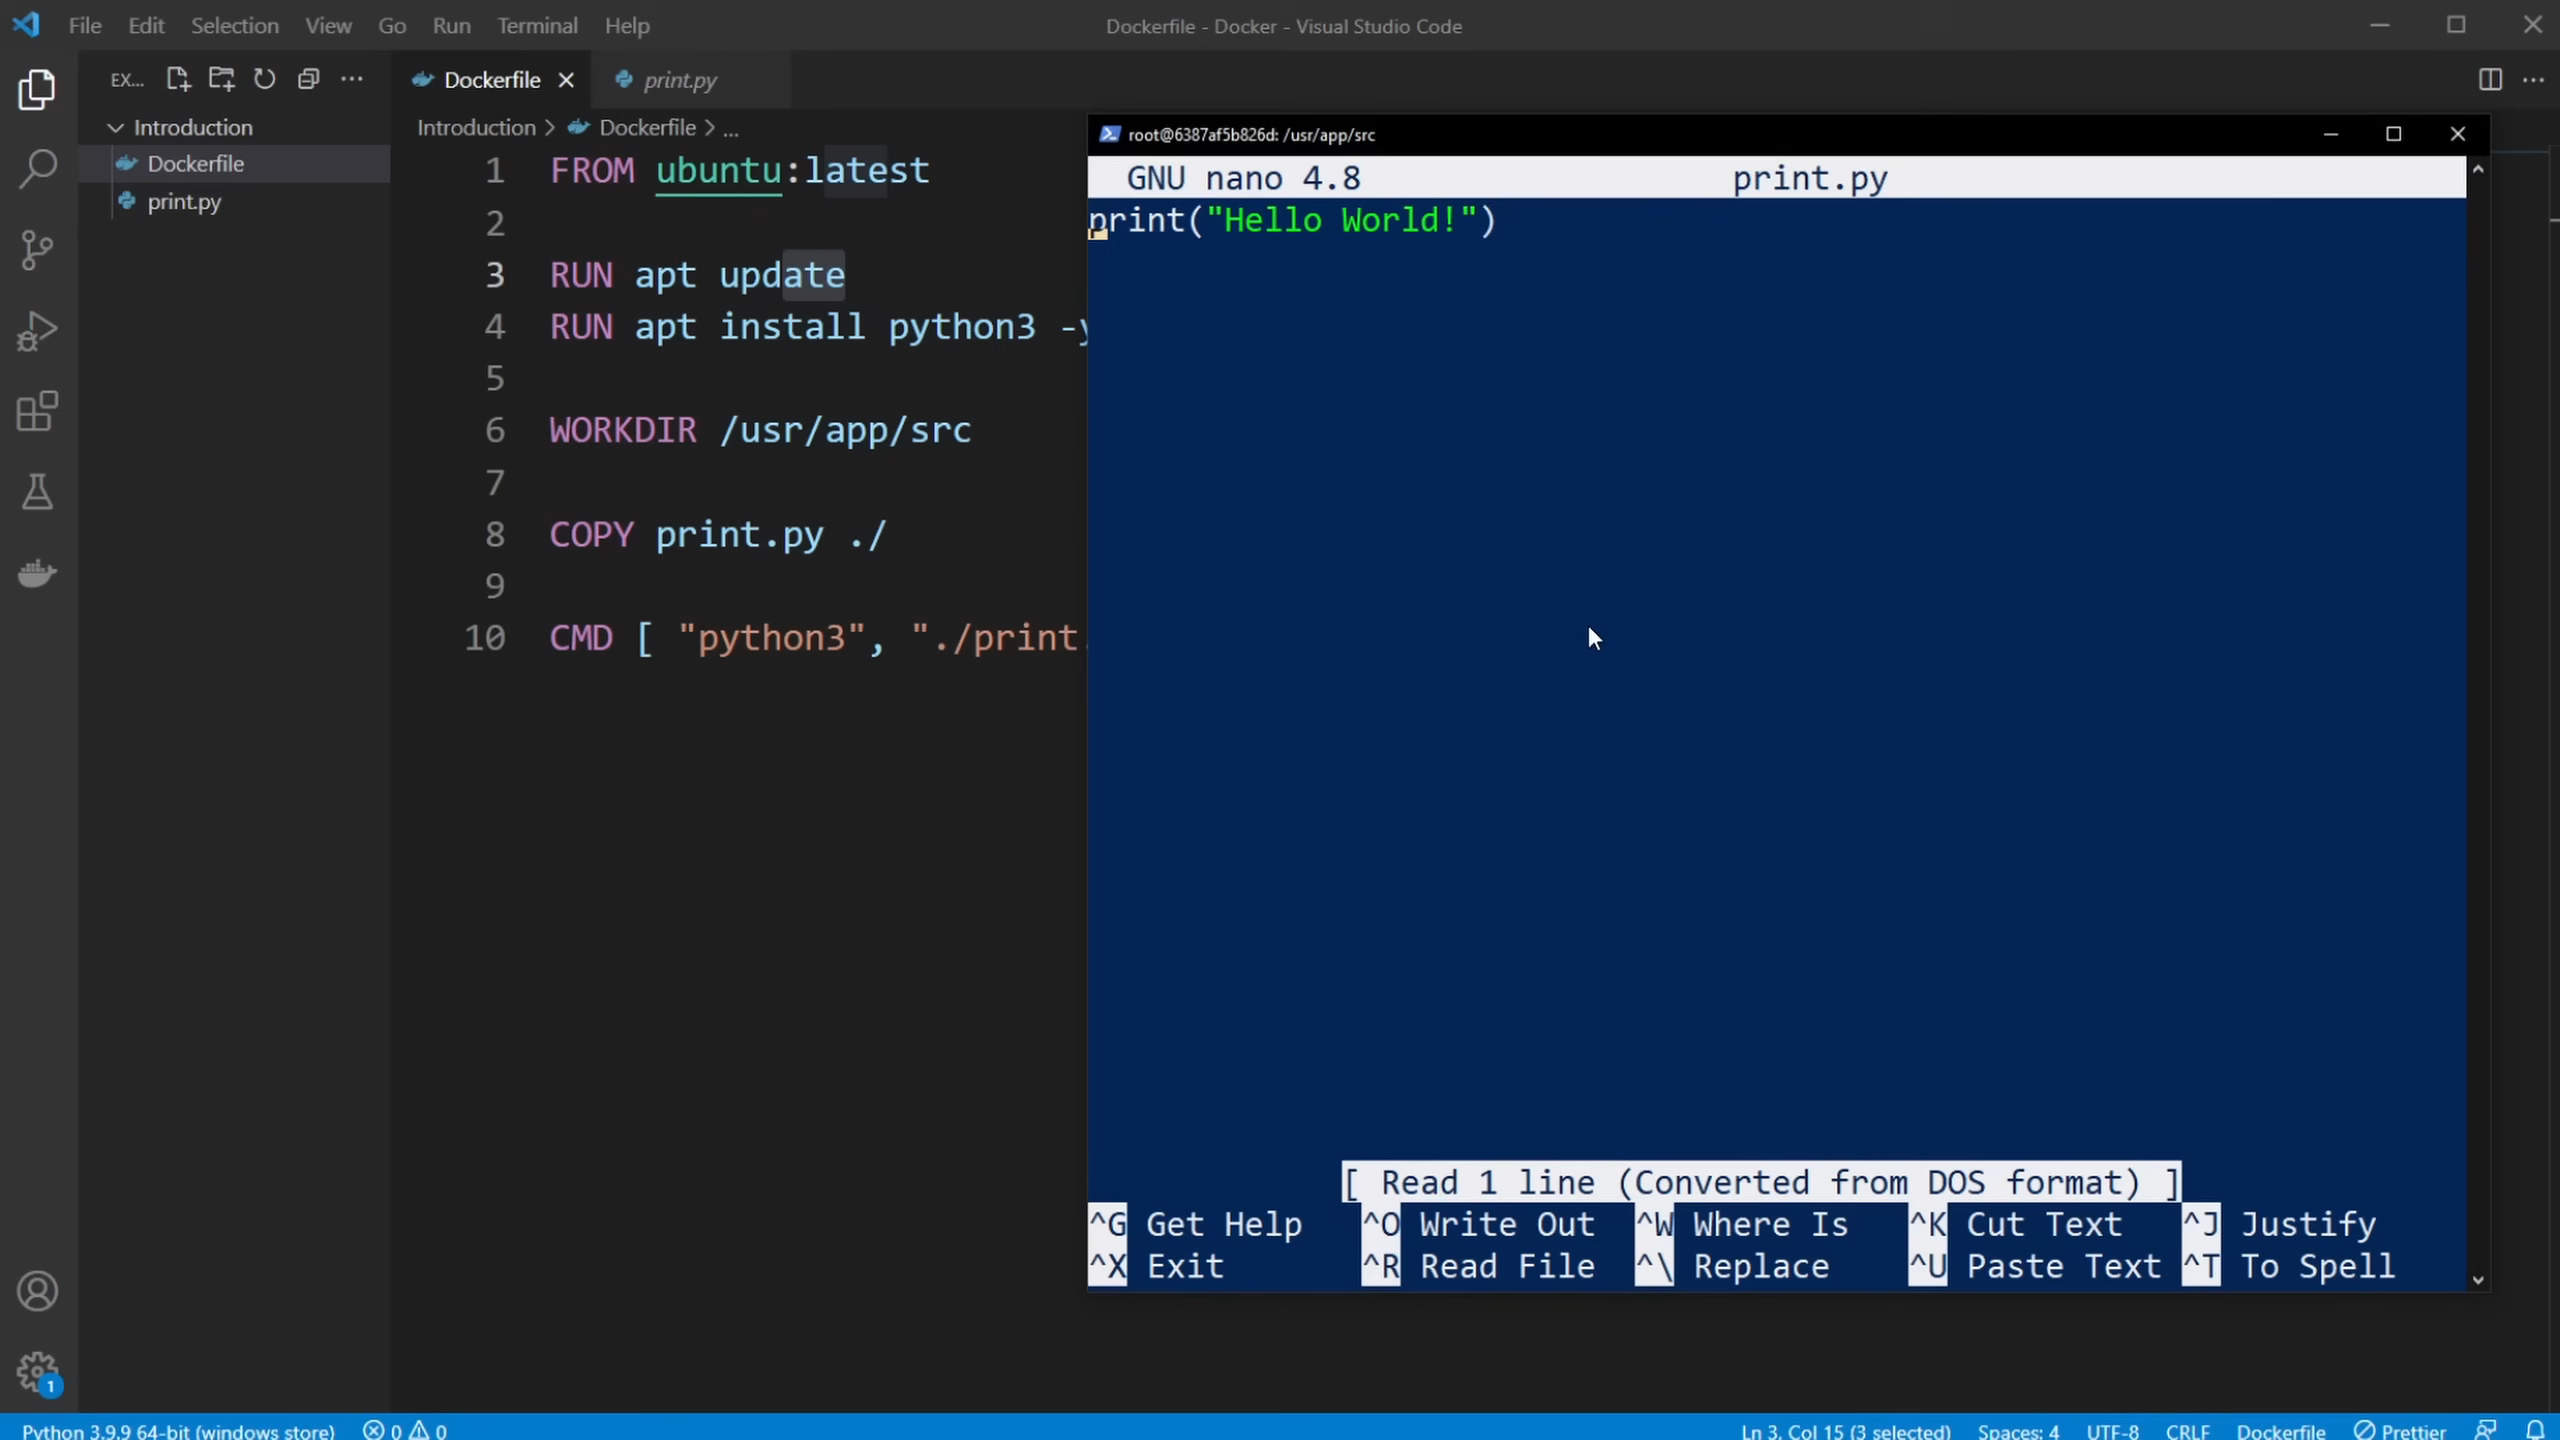 File Edit Selection View Go Run Terminal Help
Dockerfile - Docker - Visual Studio Code
EX...
Dockerfile
print.py
Introduction
Dockerfile
print.py
Introduction > Dockerfile > ...
1 FROM ubuntu:latest
2
3 RUN apt update
4 RUN apt install python3 -y
5
6 WORKDIR /usr/app/src
7
8 COPY print.py ./
9
10 CMD [ "python3", "./print.
root@6387af5b826d: /usr/app/src
GNU nano 4.8 print.py
print("Hello World!")
[ Read 1 line (Converted from DOS format) ]
^G Get Help ^O Write Out ^W Where Is ^K Cut Text ^J Justify
^X Exit ^R Read File ^\ Replace ^U Paste Text ^T To Spell
1
Python 3.9.9 64-bit (windows store) 0 0
Ln 3, Col 15 (3 selected) Spaces: 4 UTF-8 CRLF Dockerfile Prettier